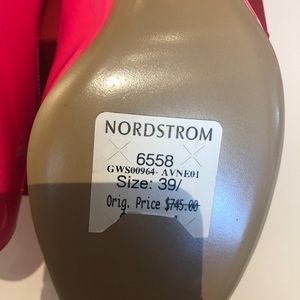 NORDSTROM
6558
GWS00964- AVNE01
Size: 39/
Orig. Price $745.00